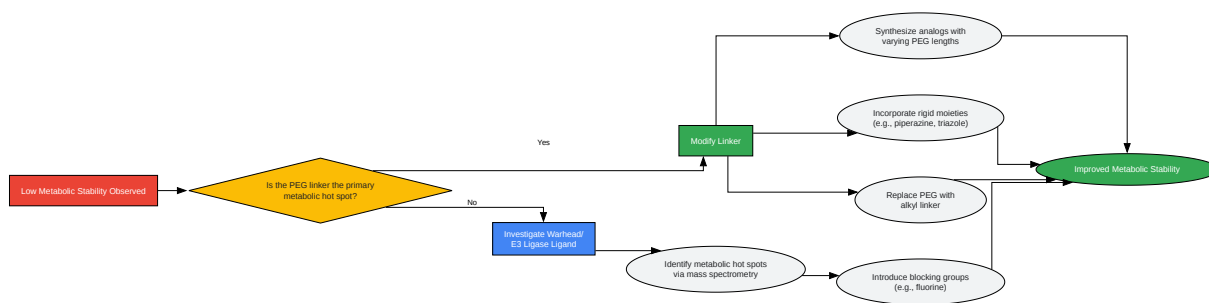 Low Metabolic Stability Observed
Is the PEG linker the primary
metabolic hot spot?
Yes
No
Modify Linker
Investigate Warhead/
E3 Ligase Ligand
Synthesize analogs with
varying PEG lengths
Incorporate rigid moieties
(e.g., piperazine, triazole)
Replace PEG with
alkyl linker
Identify metabolic hot spots
via mass spectrometry
Introduce blocking groups
(e.g., fluorine)
Improved Metabolic Stability